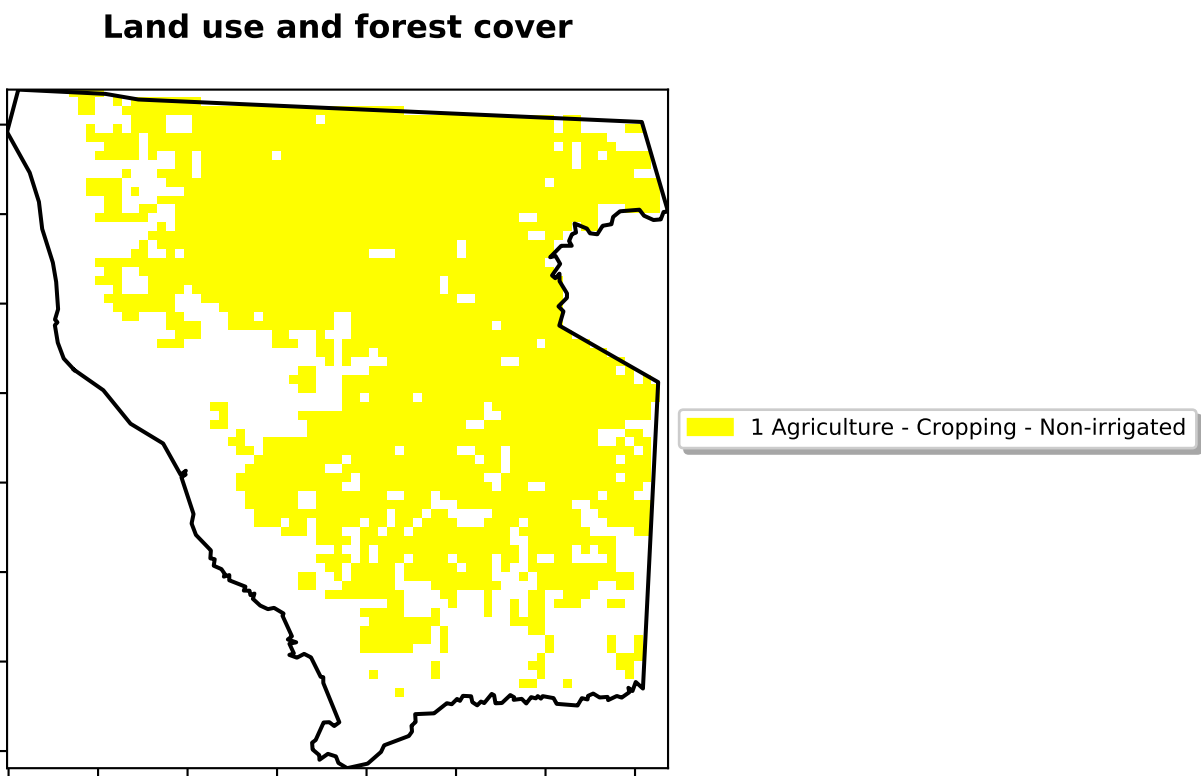 Land use and forest cover
1 Agriculture - Cropping - Non-irrigated